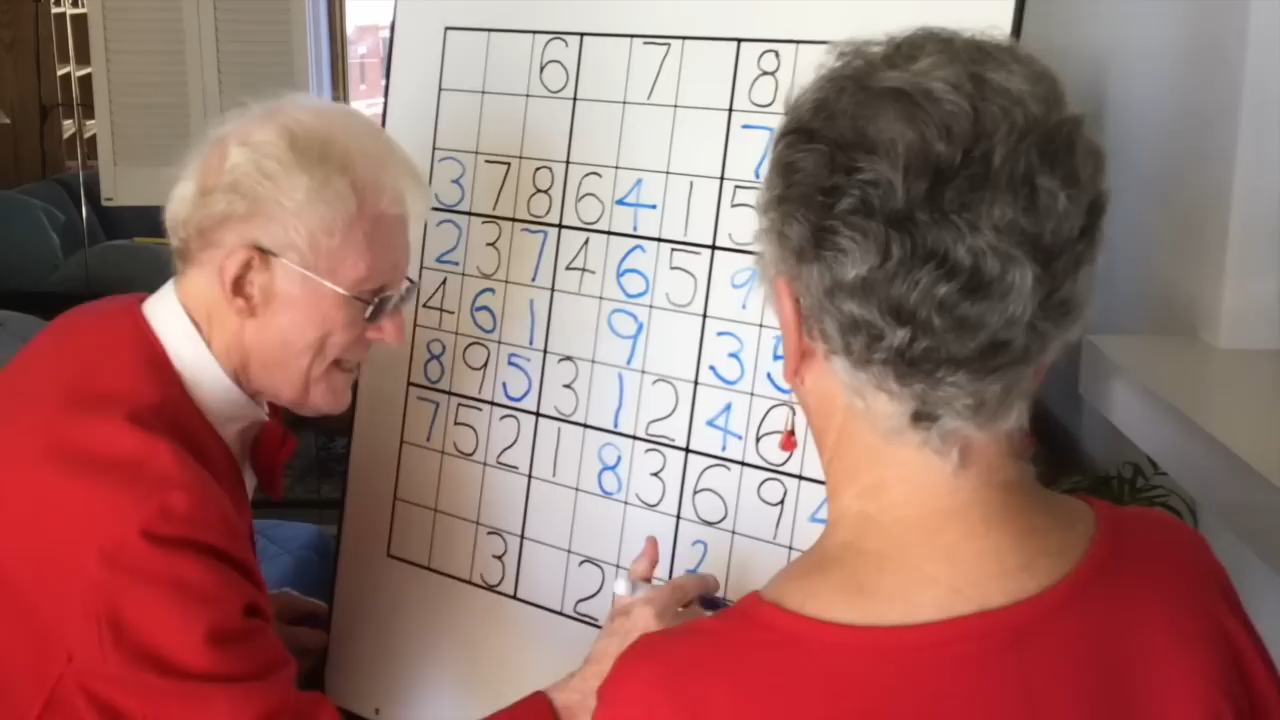 6 7 8
7
3 7 8 6 4 1 5
2 3 7 4 6 5 9
4 6 1 9 3 5
8 9 5 3 1 2 4 6
7 5 2 1 8 3 6 9 4
2
3 2